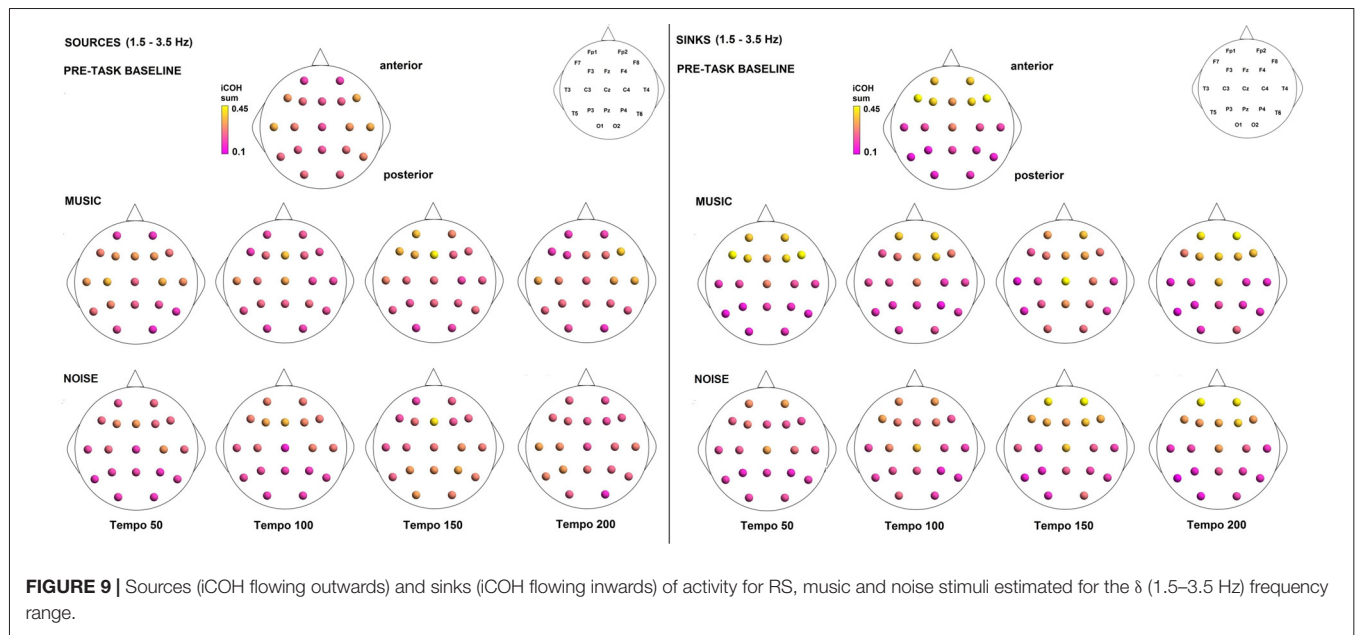 SOURCES (1.5 - 3.5 Hz)
PRE-TASK BASELINE
anterior
iCOH
sum
0.45
0.1
posterior
Fp1 Fp2
F7 F8
F3 Fz F4
T3 C3 Cz C4 T4
P3 Pz P4
T5 T6
O1 O2
MUSIC
NOISE
Tempo 50 Tempo 100 Tempo 150 Tempo 200
SINKS (1.5 - 3.5 Hz)
PRE-TASK BASELINE
anterior
iCOH
sum
0.45
0.1
posterior
Fp1 Fp2
F7 F8
F3 Fz F4
T3 C3 Cz C4 T4
P3 Pz P4
T5 T6
O1 O2
MUSIC
NOISE
Tempo 50 Tempo 100 Tempo 150 Tempo 200
FIGURE 9 | Sources (iCOH flowing outwards) and sinks (iCOH flowing inwards) of activity for RS, music and noise stimuli estimated for the δ (1.5–3.5 Hz) frequency
range.